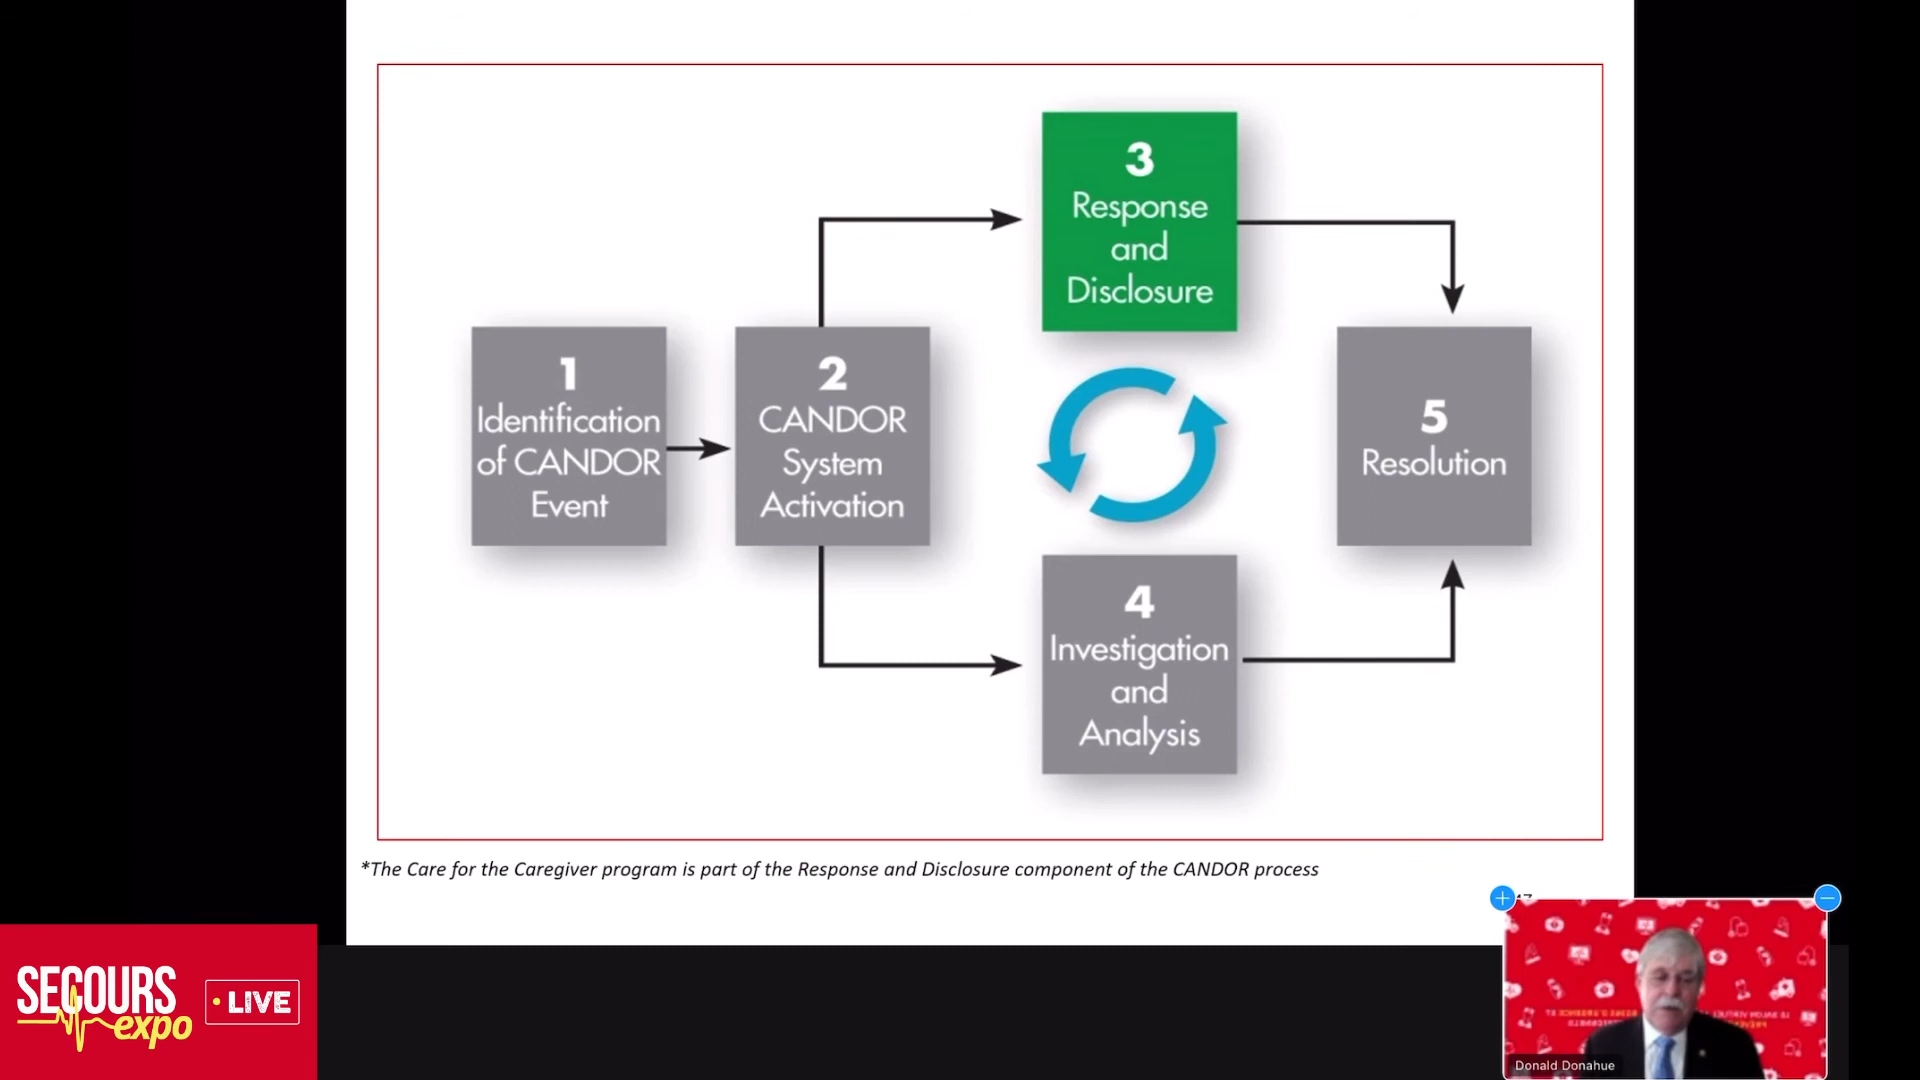 3
Response
and
Disclosure
1
Identification
of CANDOR
Event
2
CANDOR
System
Activation
5
Resolution
4
Investigation
and
Analysis
*The Care for the Caregiver program is part of the Response and Disclosure component of the CANDOR process
SECOURS
expo
LIVE
Donald Donahue